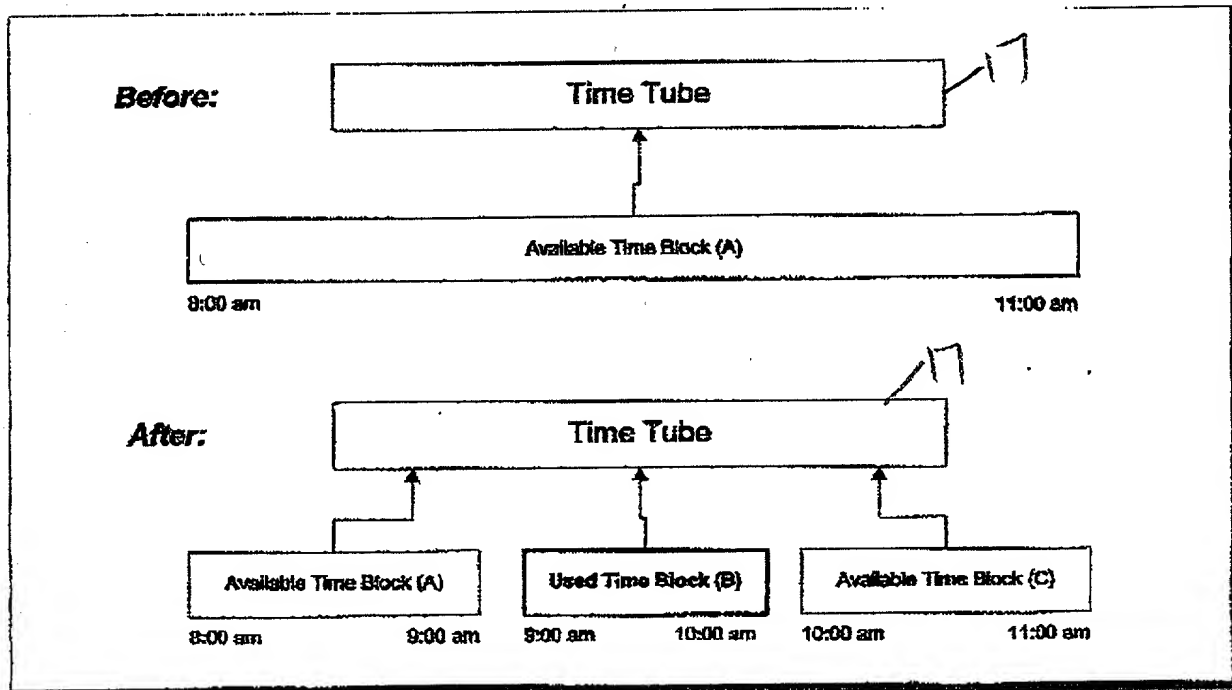 Before:
Time Tube
17
Available Time Block (A)
8:00 am 11:00 am
17
After:
Time Tube
Available Time Block (A) Used Time Block (B) Available Time Block (C)
8:00 am 9:00 am 9:00 am 10:00 am 10:00 am 11:00 am